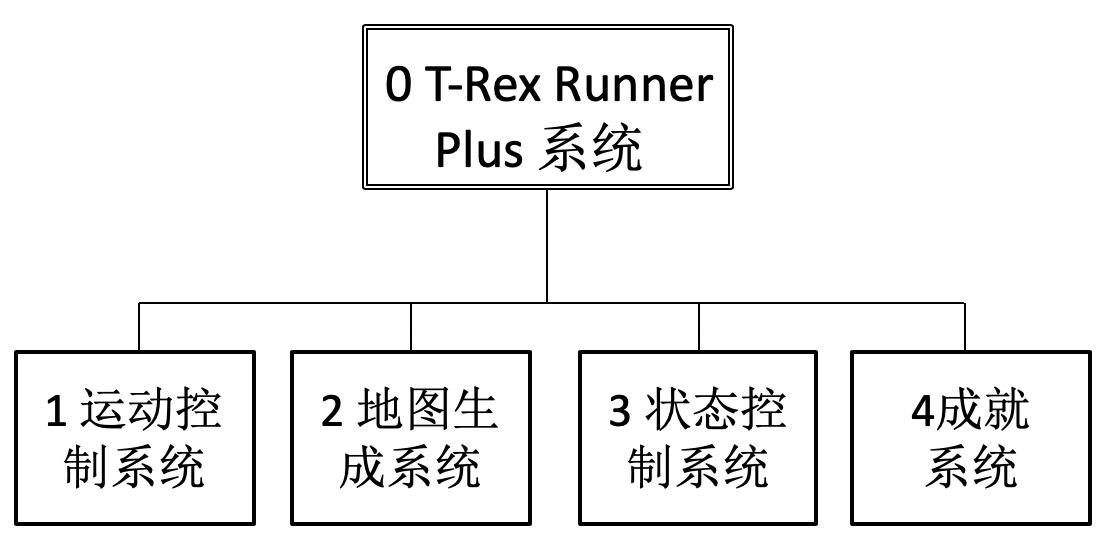 0 T-Rex Runner
Plus 系统
1 运动控
制系统
2 地图生
成系统
3 状态控
制系统
4成就
系统